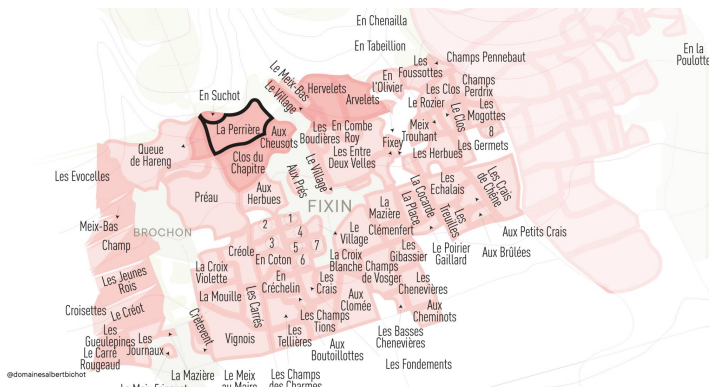 En Chenailla
En Tabeillion
En la
Poulotte
Les
Foussottes
Champs Pennebaut
Le Meix-Bas
Le Village
Hervelets
En
l'Olivier
Champs
Perdrix
En Suchot
Arvelets
Les Clos
Le Rozier
Le Clos
Les
Mogottes
8
La Perrière
Aux
Cheusots
Les
Boudières
En Combe
Roy
Meix
Trouhant
Fixey
Les Germets
Queue
de Hareng
Clos du
Chapitre
Les Entre
Deux Velles
Les Herbues
Les Evocelles
Préau
Aux
Herbues
Aux Prés
Le Village
Les
Echalais
Les Crais
de Chêne
FIXIN
La
Mazière
La Cocarde
La Place
Les
Treuilles
Meix-Bas
BROCHON
1
2
3
4
5
6
7
Le
Village
Clémenfert
Aux Petits Crais
Champ
Créole
En Coton
La Croix
Blanche
Les
Gibassier
Le Poirier
Gaillard
Aux Brûlées
Les Jeunes
Rois
La Croix
Violette
En
Créchelin
Les
Crais
Champs
de Vosger
Les
Chenevières
La Mouille
Les Carrés
Aux
Clomée
Aux
Cheminots
Croisettes
Le Créot
Crètevent
Les Champs
Tions
Les
Gueulepines
Les
Journaux
Vignois
Les
Tellières
Aux
Boutoillottes
Les Basses
Chenevières
Le Carré
Rougeaud
Les Fondements
@domainesalbertbichot
La Mazière
Le Meix
au Maire
Les Champs
des Charmes